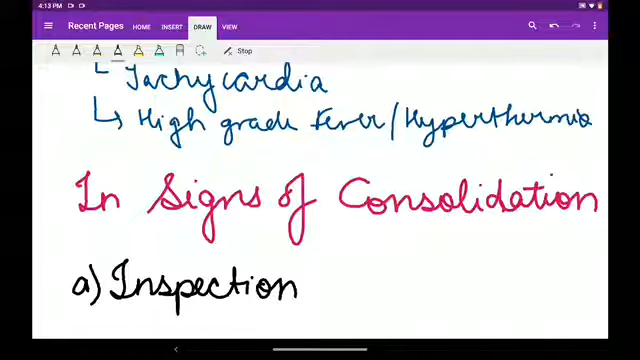 4:13 PM
Recent Pages HOME INSERT DRAW VIEW
Stop
Tachycardia
High grade Fever/Hyperthermia
In Signs of Consolidation
a) Inspection